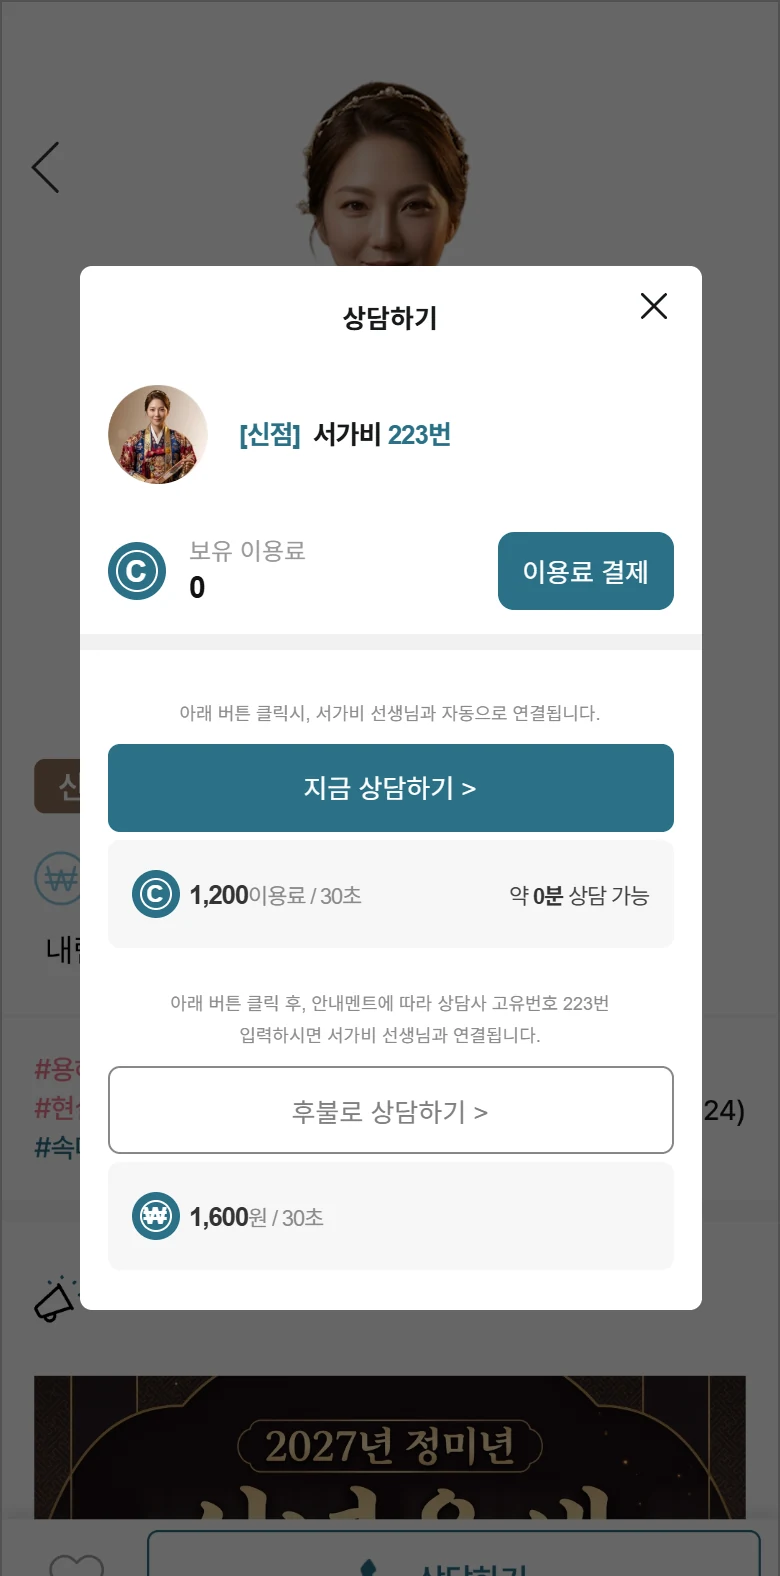 상담하기
[신점] 서가비 223번
C
보유 이용료
0
이용료 결제
아래 버튼 클릭시, 서가비 선생님과 자동으로 연결됩니다.
지금 상담하기 >
C 1,200이용료 / 30초
약 0분 상담 가능
아래 버튼 클릭 후, 안내멘트에 따라 상담사 고유번호 223번
입력하시면 서가비 선생님과 연결됩니다.
24)
후불로 상담하기 >
₩ 1,600원 / 30초
2027년 정미년
상담하기